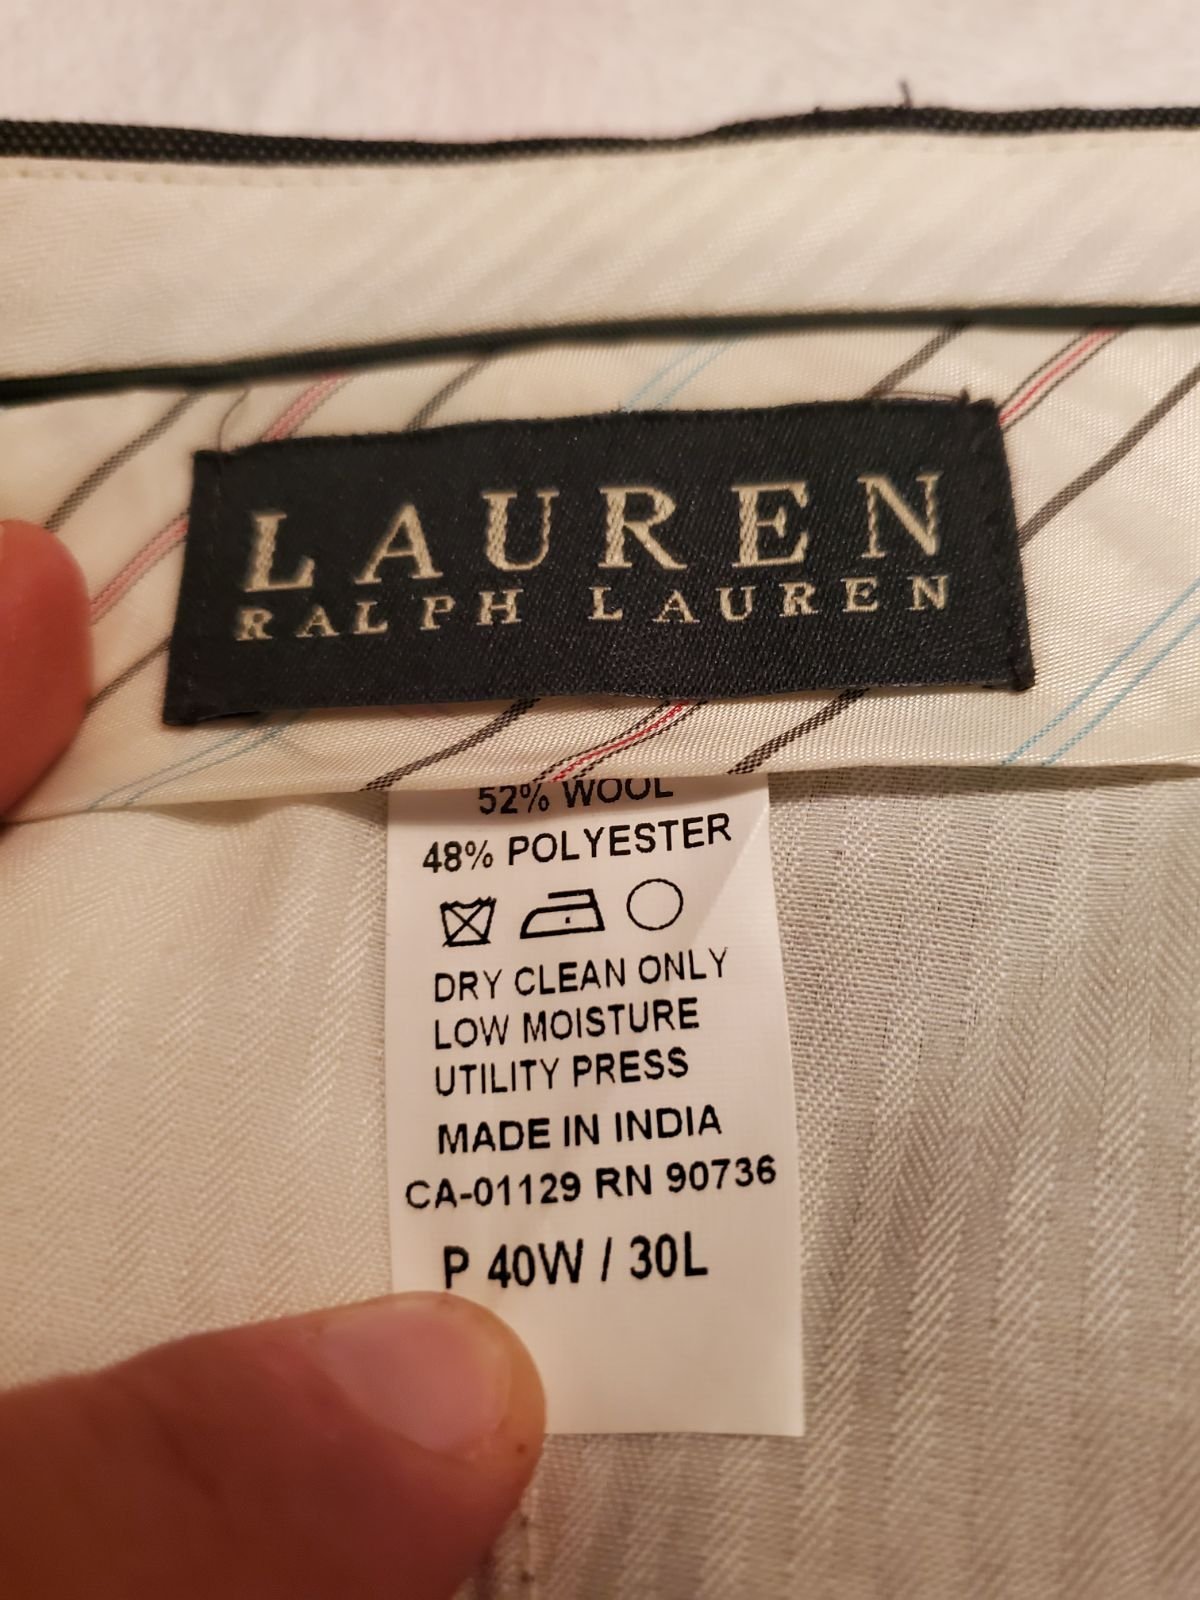 LAUREN
RALPH LAUREN
52% WOOL
48% POLYESTER
DRY CLEAN ONLY
LOW MOISTURE
UTILITY PRESS
MADE IN INDIA
CA-01129 RN 90736
P 40W / 30L